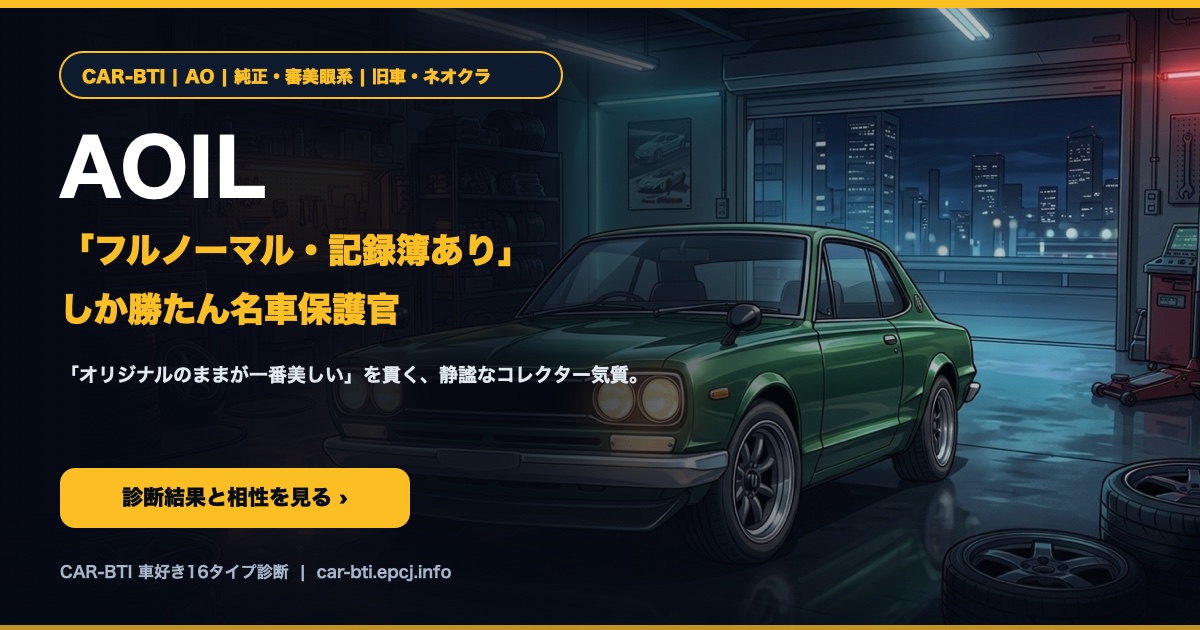 CAR-BTI | AO | 純正・審美眼系 | 旧車・ネオクラ
AOIL
「フルノーマル・記録簿あり」
しか勝たん名車保護官
「オリジナルのままが一番美しい」を貫く、静謐なコレクター気質。
診断結果と相性を見る ›
CAR-BTI 車好き16タイプ診断 | car-bti.epcj.info